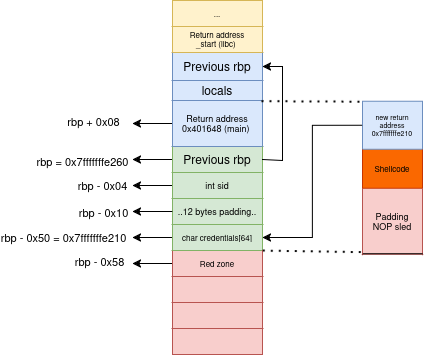 ...
Return address
_start (libc)
Previous rbp
locals
rbp + 0x08
Return address
0x401648 (main)
new return
address
0x7fffffffe210
rbp = 0x7fffffffe260
Previous rbp
Shellcode
rbp - 0x04
int sid
rbp - 0x10
..12 bytes padding..
Padding
NOP sled
rbp - 0x50 = 0x7fffffffe210
char credentials[64]
rbp - 0x58
Red zone